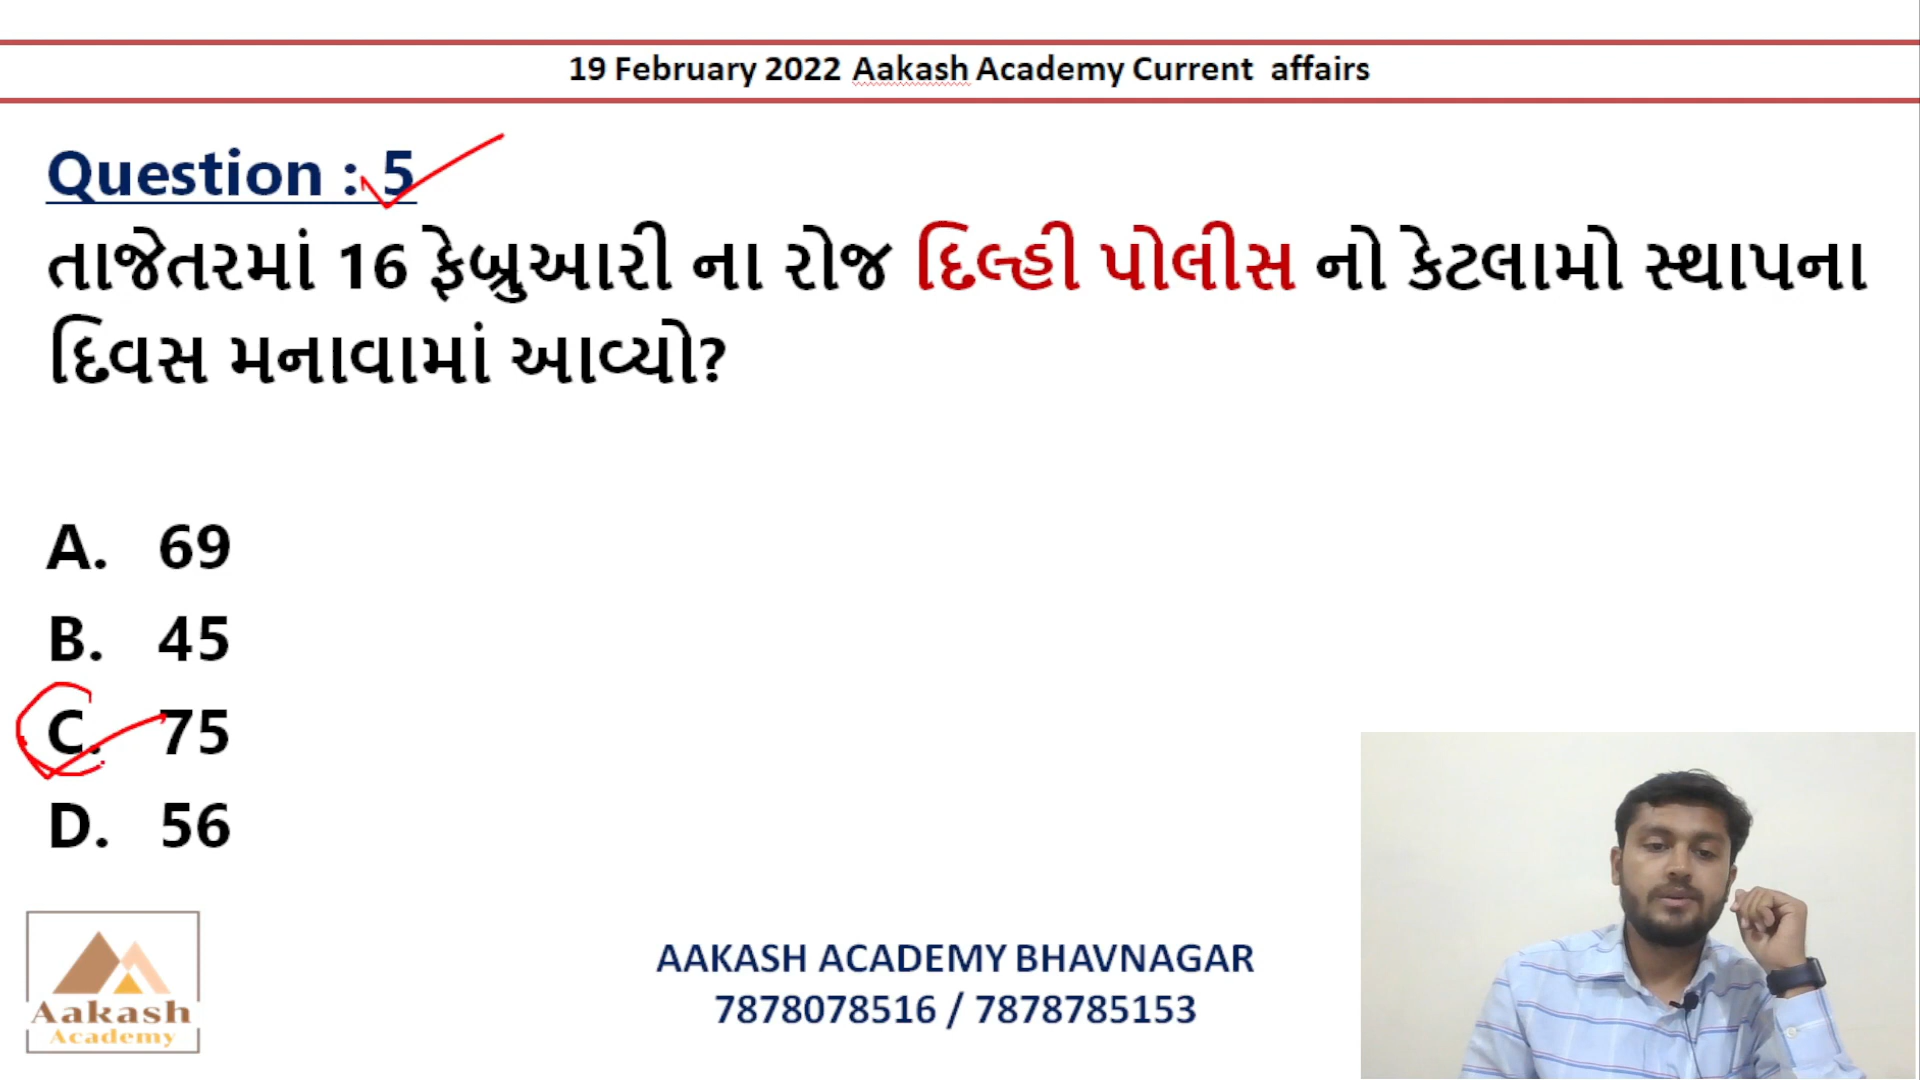 19 February 2022 Aakash Academy Current affairs
Question : 5
તાજેતરમાં 16 ફેબ્રુઆરી ના રોજ દિલ્હી પોલીસ નો કેટલામો સ્થાપના
દિવસ મનાવામાં આવ્યો?
A. 69
B. 45
C. 75
D. 56
Aakash
Academy
AAKASH ACADEMY BHAVNAGAR
7878078516 / 7878785153